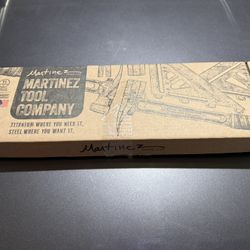 Martinez
MARTINEZ
TOOL
COMPANY
TITANIUM WHERE YOU NEED IT,
STEEL WHERE YOU WANT IT.
Martinez